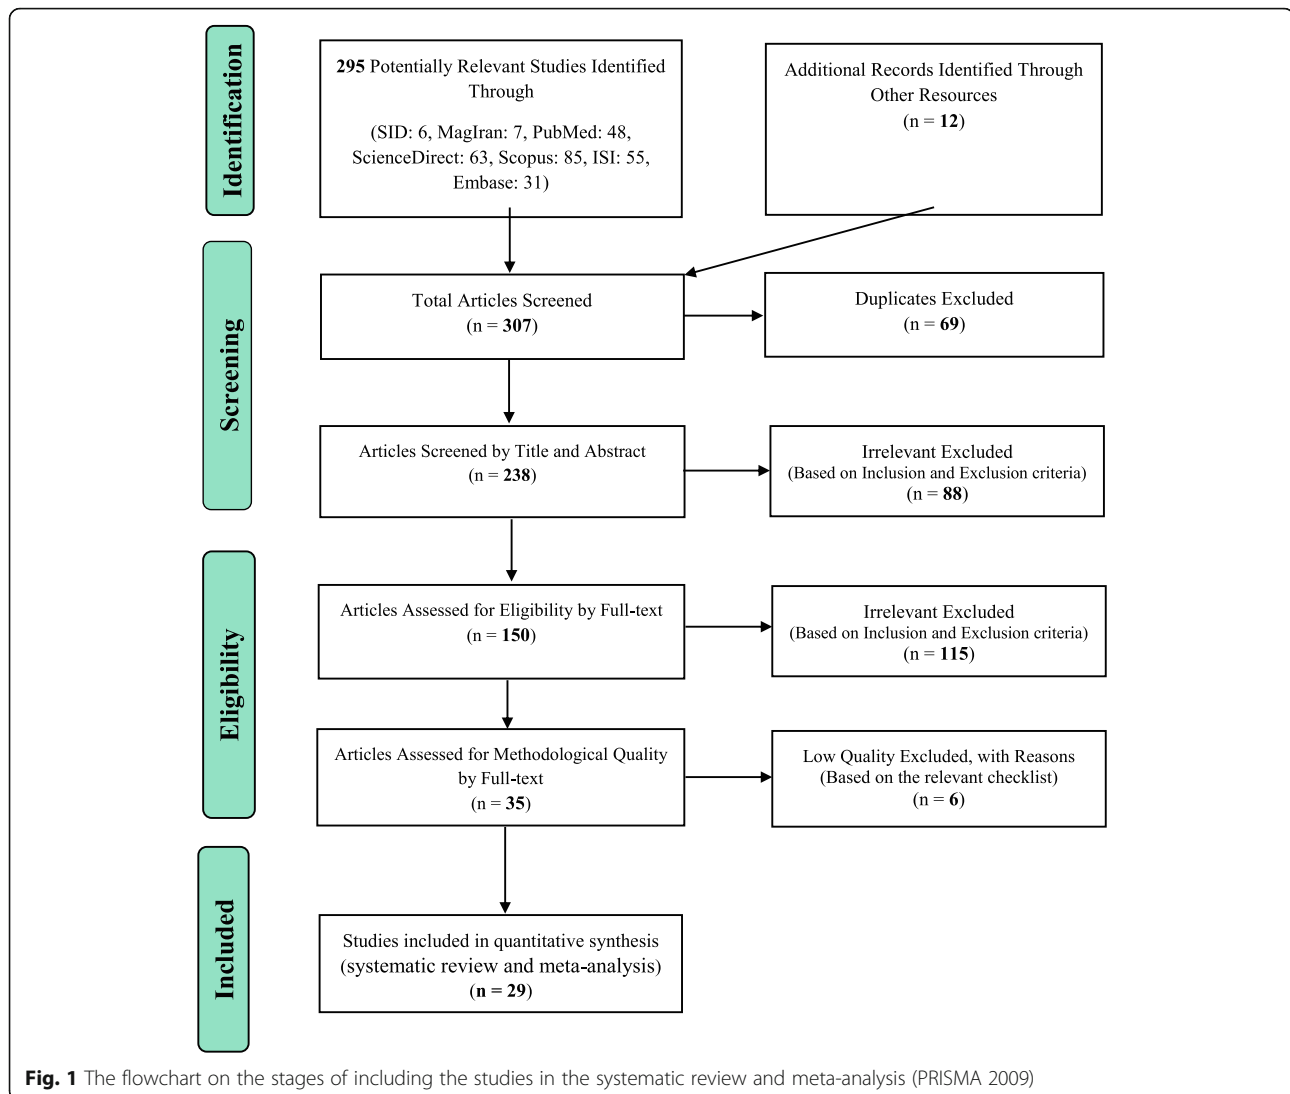 Identification
295 Potentially Relevant Studies Identified
Through
(SID: 6, MagIran: 7, PubMed: 48,
ScienceDirect: 63, Scopus: 85, ISI: 55,
Embase: 31)
Additional Records Identified Through
Other Resources
(n = 12)
Screening
Total Articles Screened
(n = 307)
Duplicates Excluded
(n = 69)
Articles Screened by Title and Abstract
(n = 238)
Irrelevant Excluded
(Based on Inclusion and Exclusion criteria)
(n = 88)
Eligibility
Articles Assessed for Eligibility by Full-text
(n = 150)
Irrelevant Excluded
(Based on Inclusion and Exclusion criteria)
(n = 115)
Articles Assessed for Methodological Quality
by Full-text
(n = 35)
Low Quality Excluded, with Reasons
(Based on the relevant checklist)
(n = 6)
Included
Studies included in quantitative synthesis
(systematic review and meta-analysis)
(n = 29)
Fig. 1 The flowchart on the stages of including the studies in the systematic review and meta-analysis (PRISMA 2009)